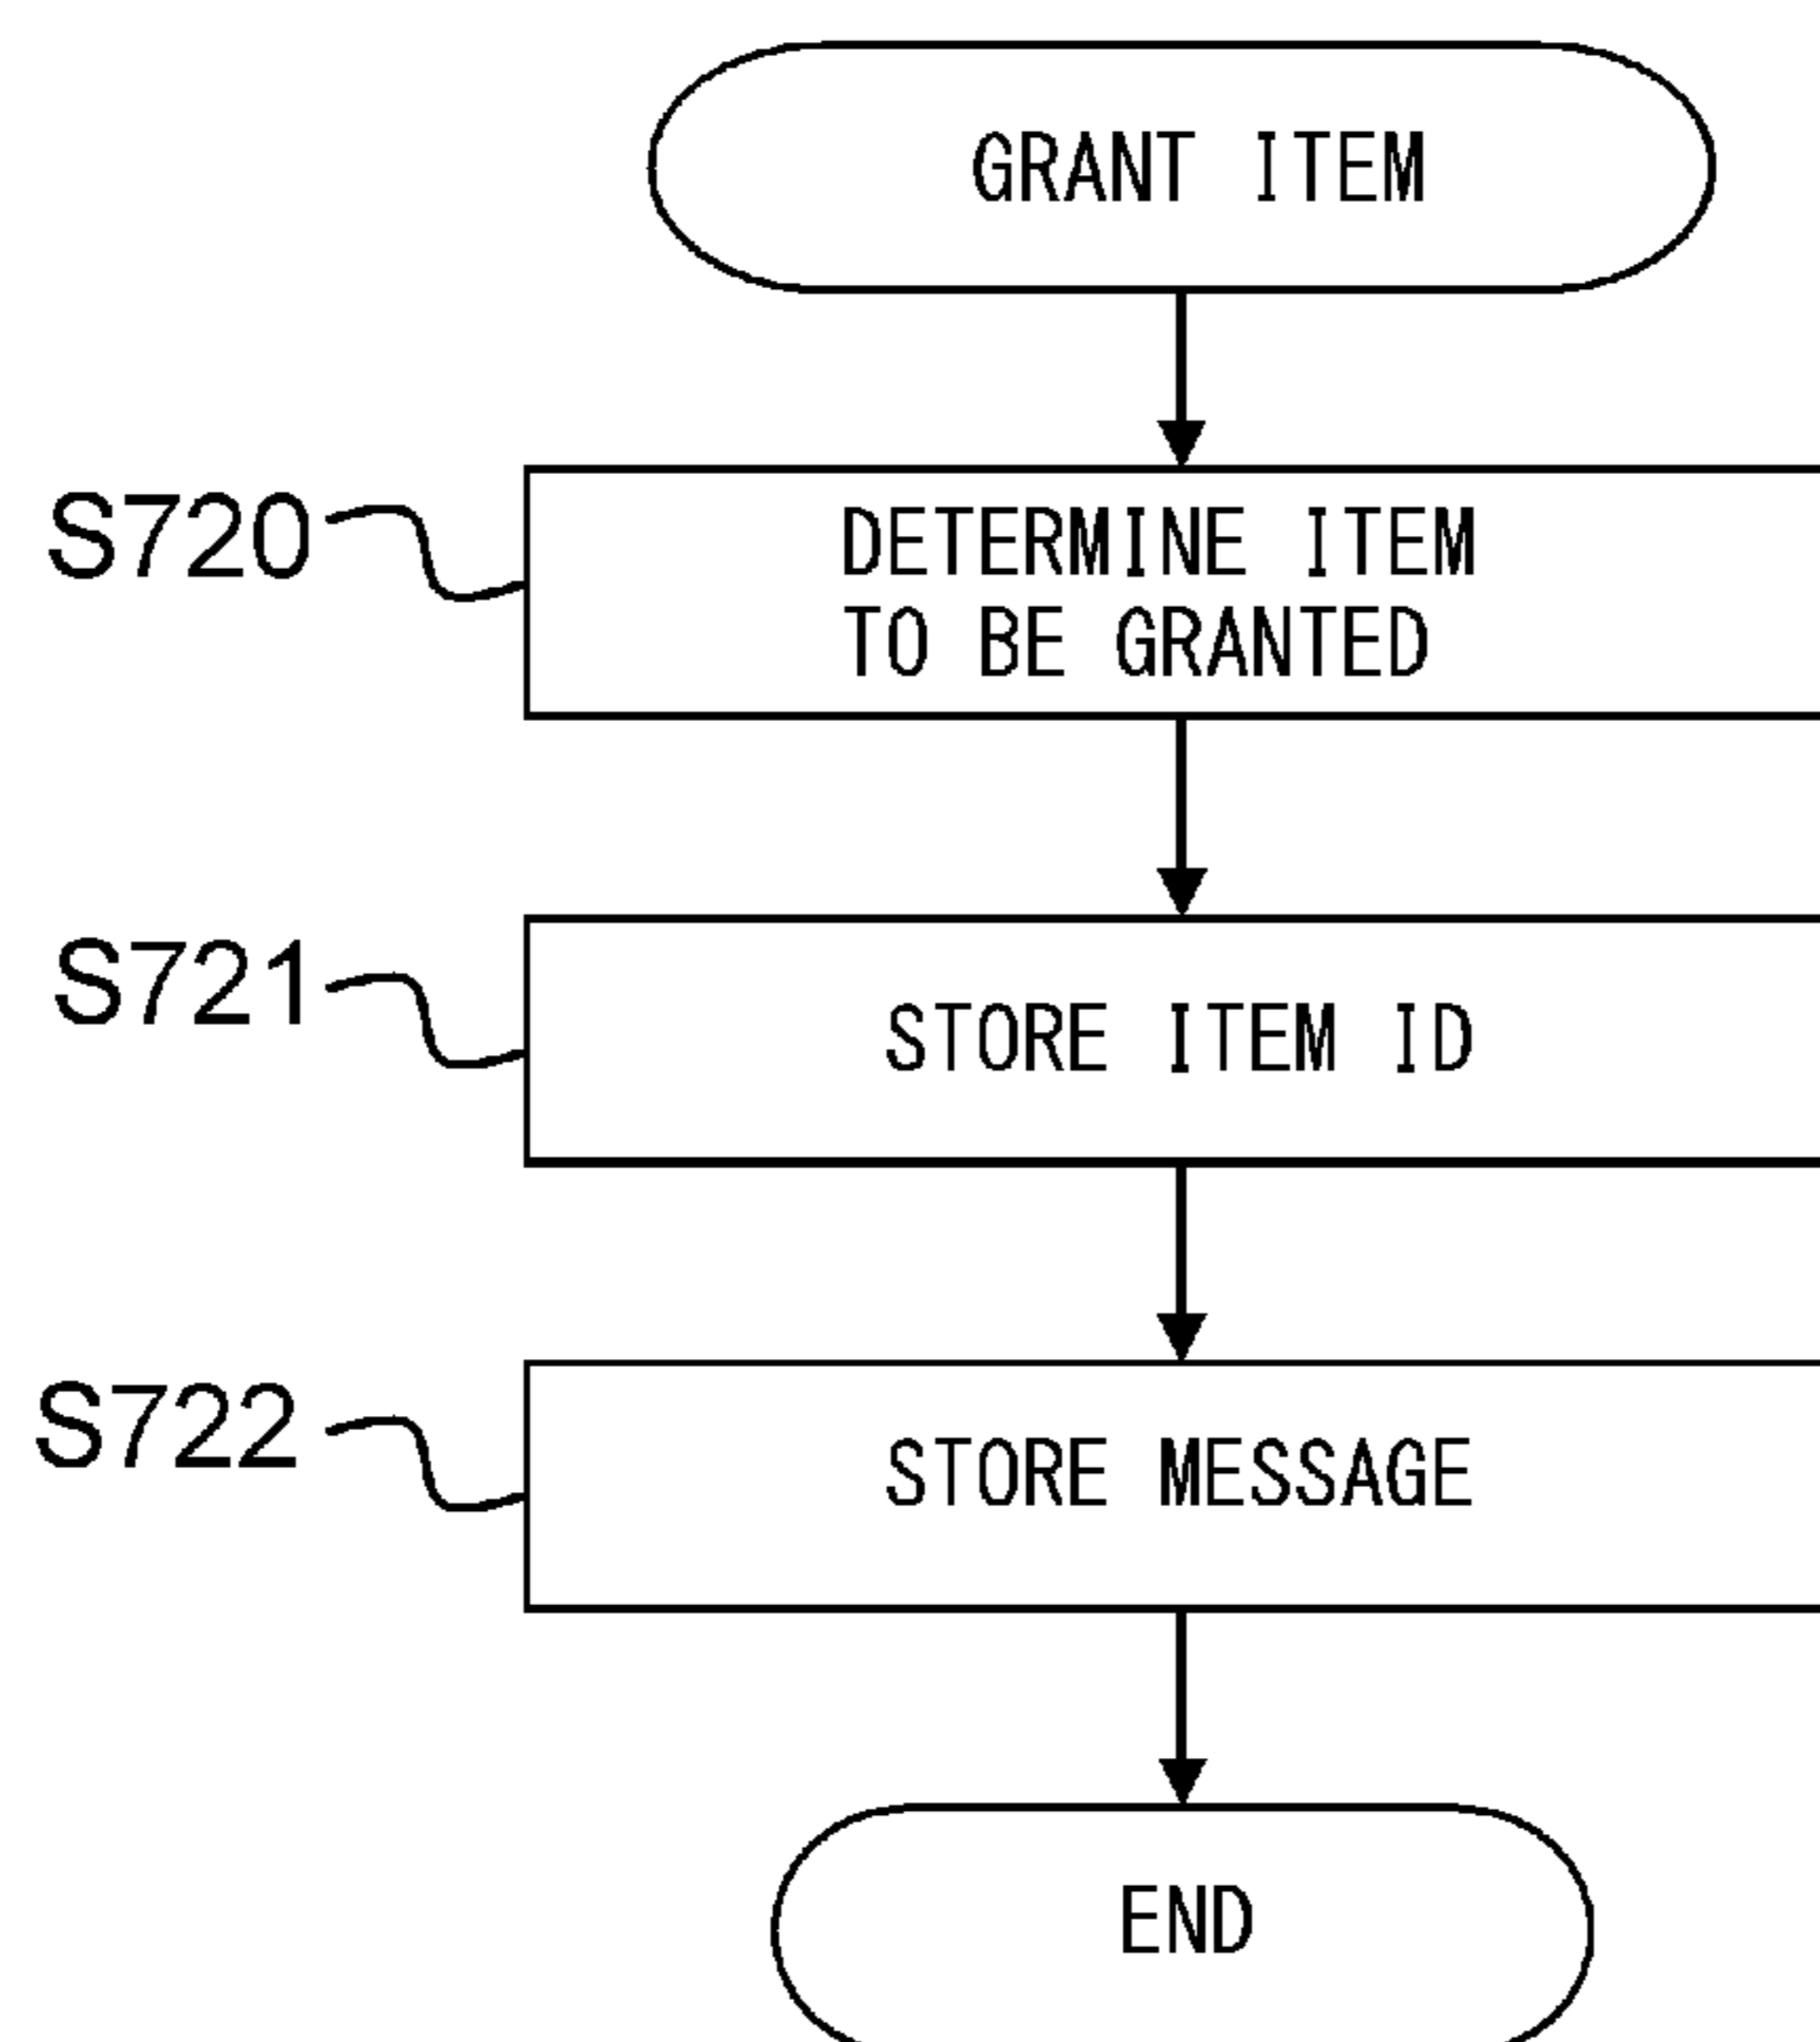 GRANT ITEM
S720
DETERMINE ITEM
TO BE GRANTED
S721
STORE ITEM ID
S722
STORE MESSAGE
END